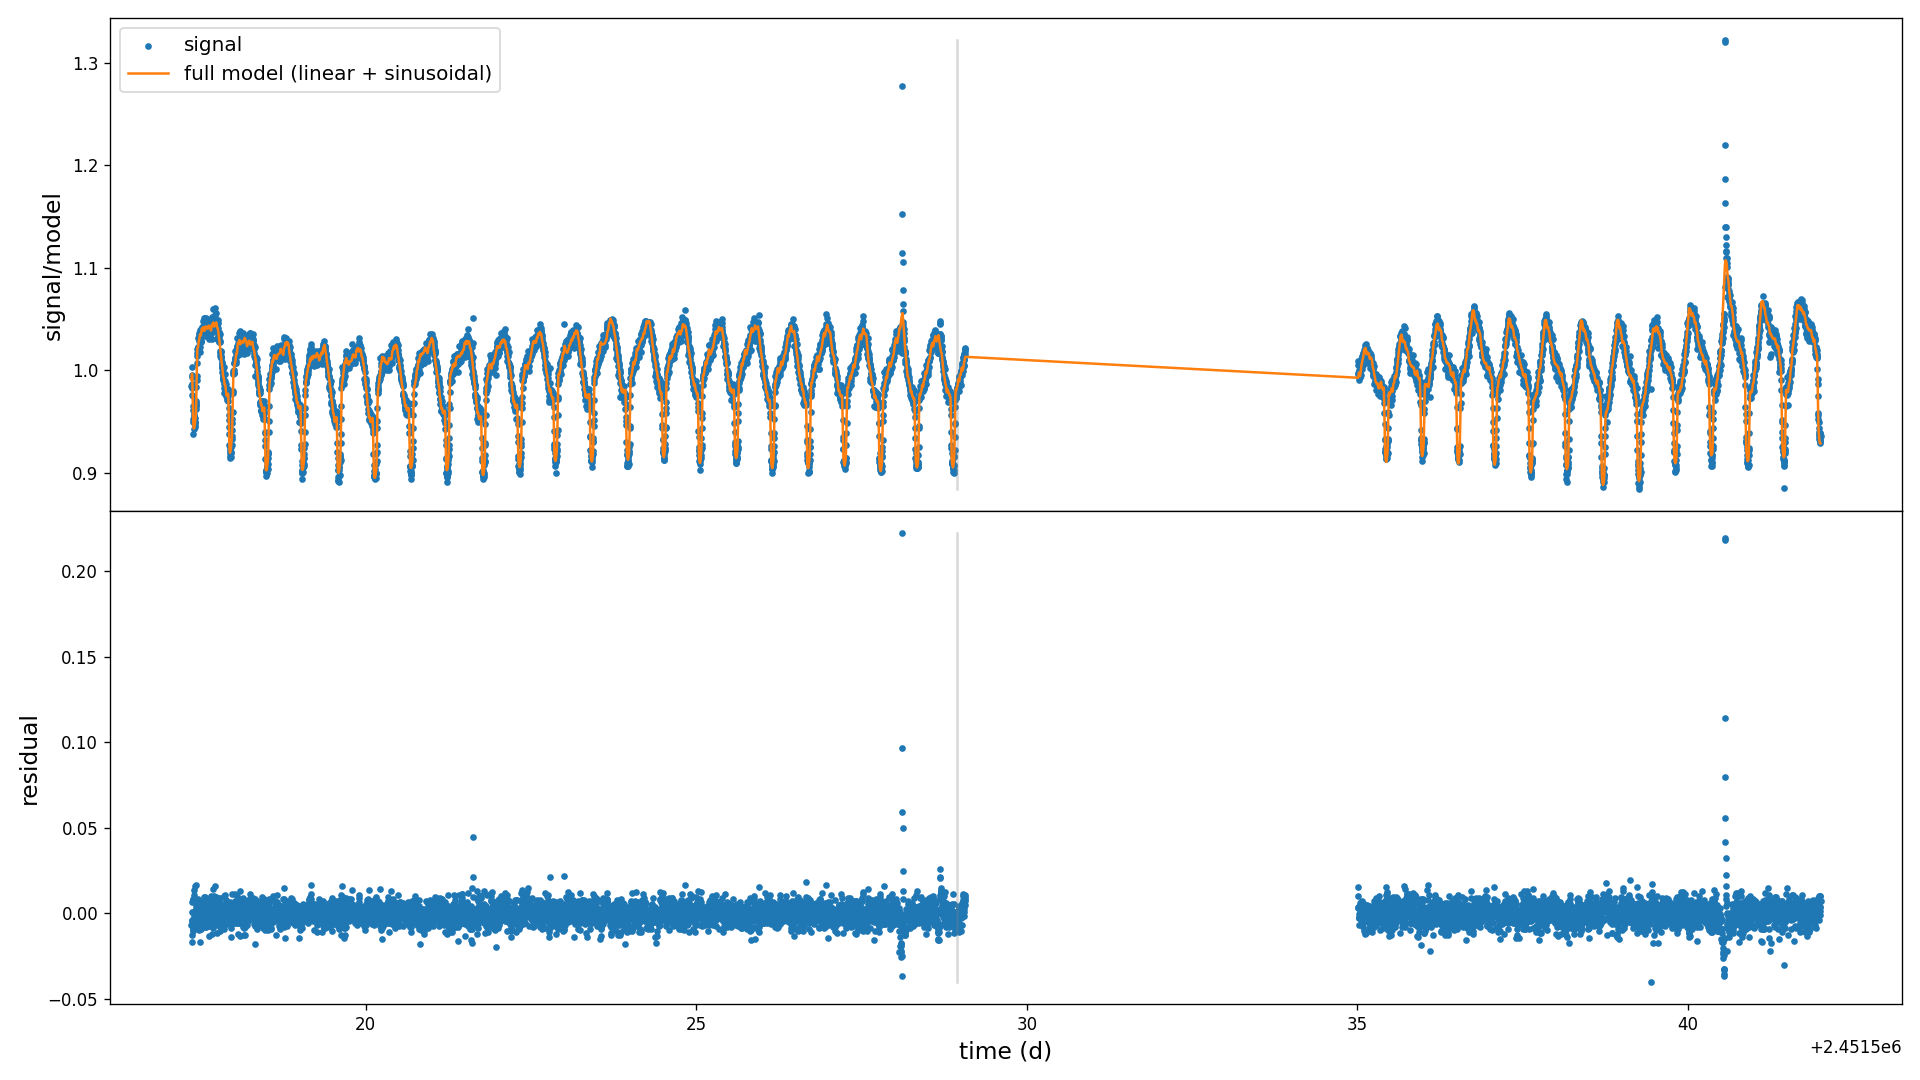 signal
full model (linear + sinusoidal)
signal/model
1.3
1.2
1.1
1.0
0.9
residual
0.20
0.15
0.10
0.05
0.00
−0.05
20
25
30
35
40
time (d)
+2.4515e6